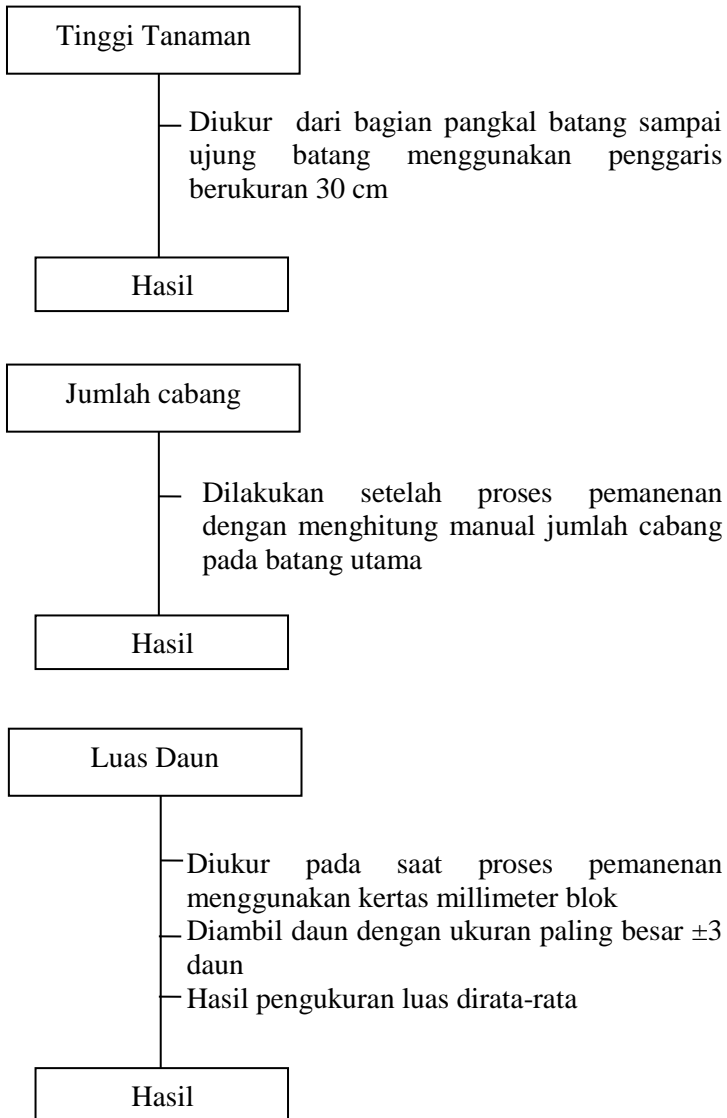 Tinggi Tanaman
Diukur dari bagian pangkal batang sampai
ujung batang menggunakan penggaris
berukuran 30 cm
Hasil
Jumlah cabang
Dilakukan setelah proses pemanenan
dengan menghitung manual jumlah cabang
pada batang utama
Hasil
Luas Daun
Diukur pada saat proses pemanenan
menggunakan kertas millimeter blok
Diambil daun dengan ukuran paling besar ±3
daun
Hasil pengukuran luas dirata-rata
Hasil